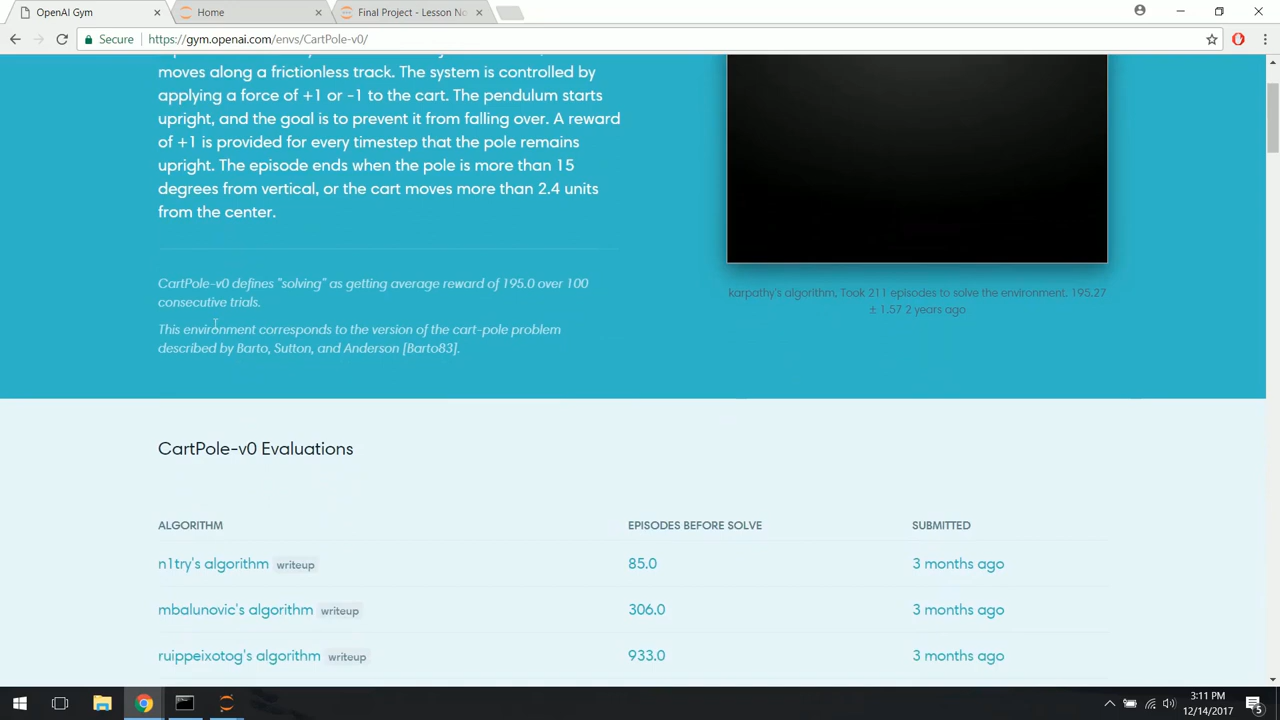 OpenAI Gym
Home
Final Project - Lesson No
Secure
https://gym.openai.com/envs/CartPole-v0/
moves along a frictionless track. The system is controlled by
applying a force of +1 or -1 to the cart. The pendulum starts
upright, and the goal is to prevent it from falling over. A reward
of +1 is provided for every timestep that the pole remains
upright. The episode ends when the pole is more than 15
degrees from vertical, or the cart moves more than 2.4 units
from the center.
CartPole-v0 defines "solving" as getting average reward of 195.0 over 100
consecutive trials.
This environment corresponds to the version of the cart-pole problem
described by Barto, Sutton, and Anderson [Barto83].
karpathy's algorithm, Took 211 episodes to solve the environment. 195.27
± 1.57 2 years ago
CartPole-v0 Evaluations
ALGORITHM EPISODES BEFORE SOLVE SUBMITTED
n1try's algorithm writeup 85.0 3 months ago
mbalunovic's algorithm writeup 306.0 3 months ago
ruippeixotog's algorithm writeup 933.0 3 months ago
3:11 PM
12/14/2017
5